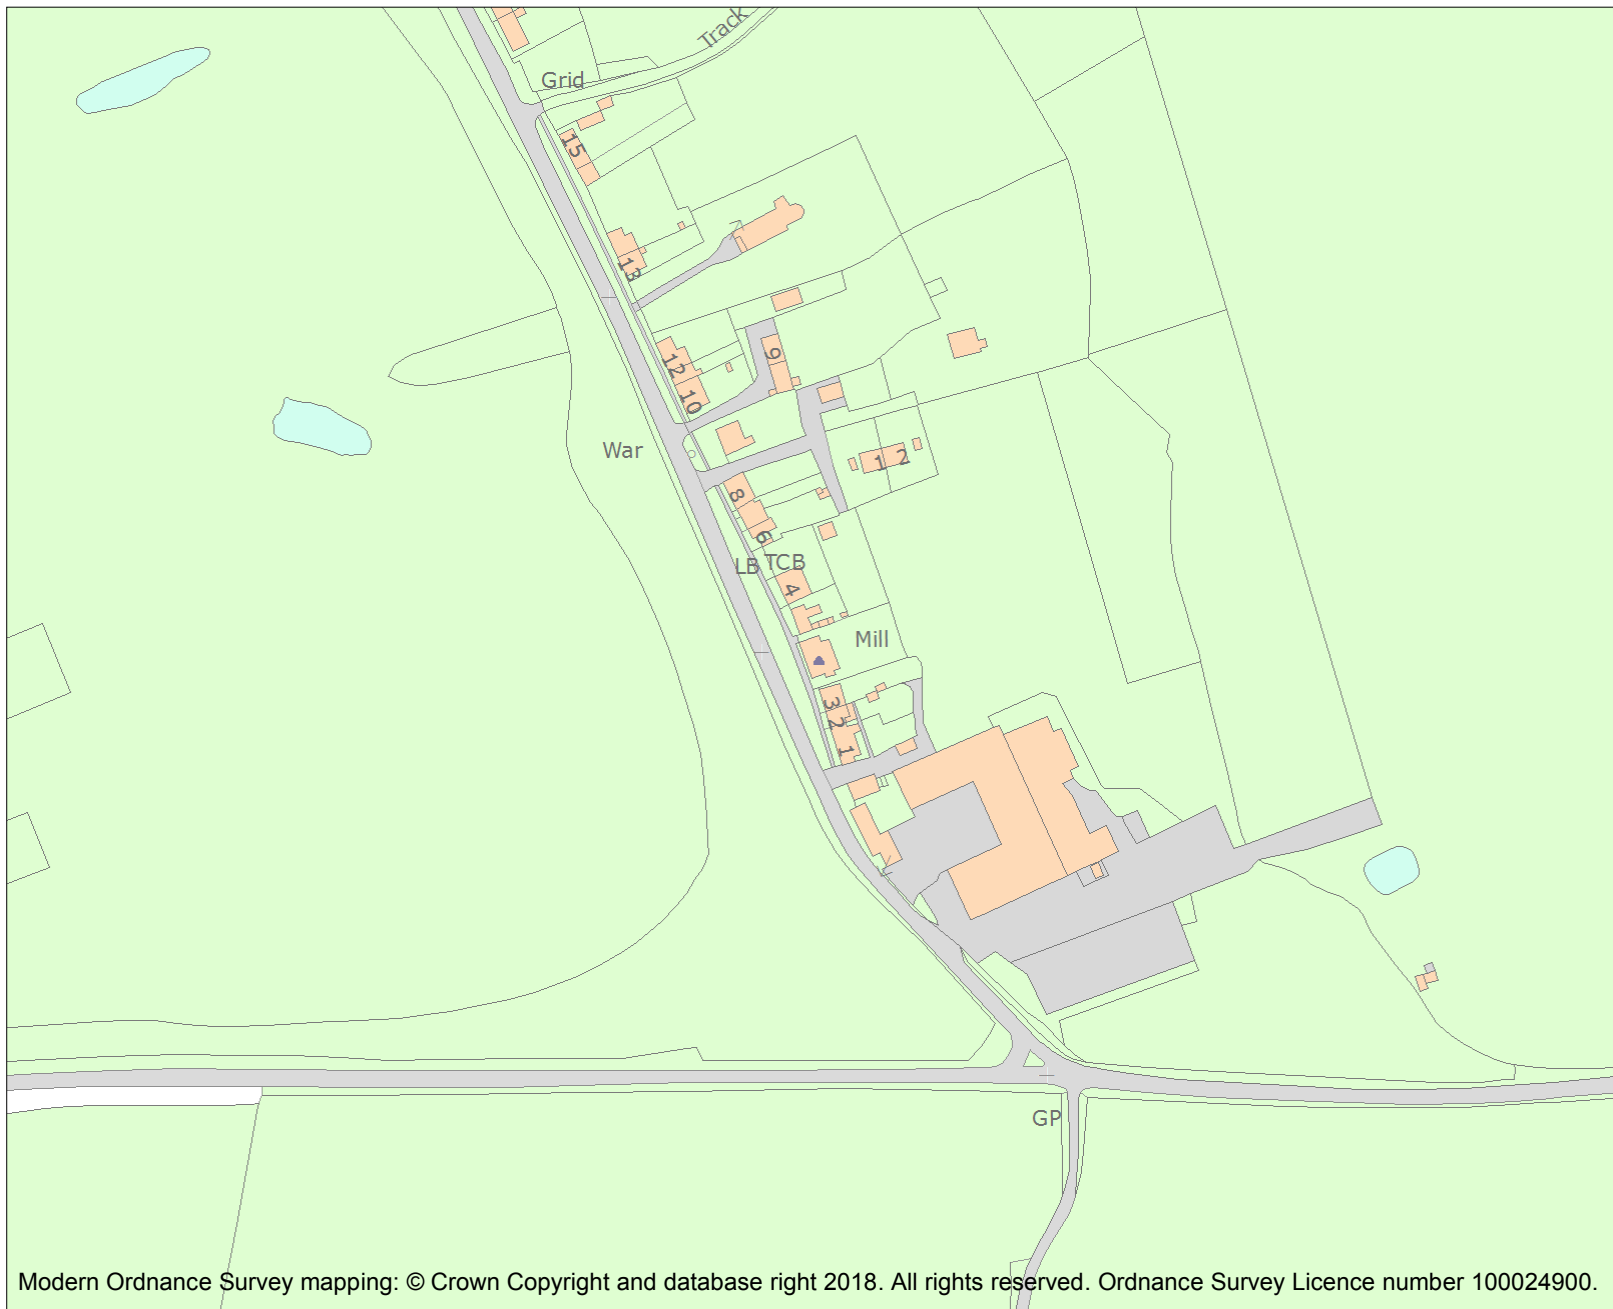 Track
Grid
15
13
12
9
10
War
1 2
8
6
LB TCB
4
Mill
3
2
1
GP
Modern Ordnance Survey mapping: © Crown Copyright and database right 2018. All rights reserved. Ordnance Survey Licence number 100024900.